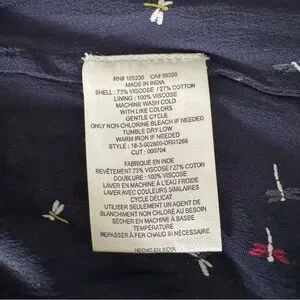 RN# 105230 CA# 56350
MADE IN INDIA
SHELL : 73% VISCOSE / 27% COTTON
LINING : 100% VISCOSE
MACHINE WASH COLD
WITH LIKE COLORS
GENTLE CYCLE
ONLY NON-CHLORINE BLEACH IF NEEDED
TUMBLE DRY LOW
WARM IRON IF NEEDED
STYLE : 18-3-002800-DR01266
CUT : 000704
FABRIQUÉ EN INDE
REVÊTEMENT 73% VISCOSE / 27% COTON
DOUBLURE : 100% VISCOSE
LAVER EN MACHINE À L'EAU FROIDE
LAVER AVEC COULEURS SIMILAIRES
CYCLE DÉLICAT
UTILISER SEULEMENT UN AGENT DE
BLANCHIMENT NON CHLORÉ AU BESOIN
SÉCHER EN MACHINE À BASSE
TEMPÉRATURE
REPASSER À FER CHAUD SI NÉCESSAIRE
HECHO EN INDIA